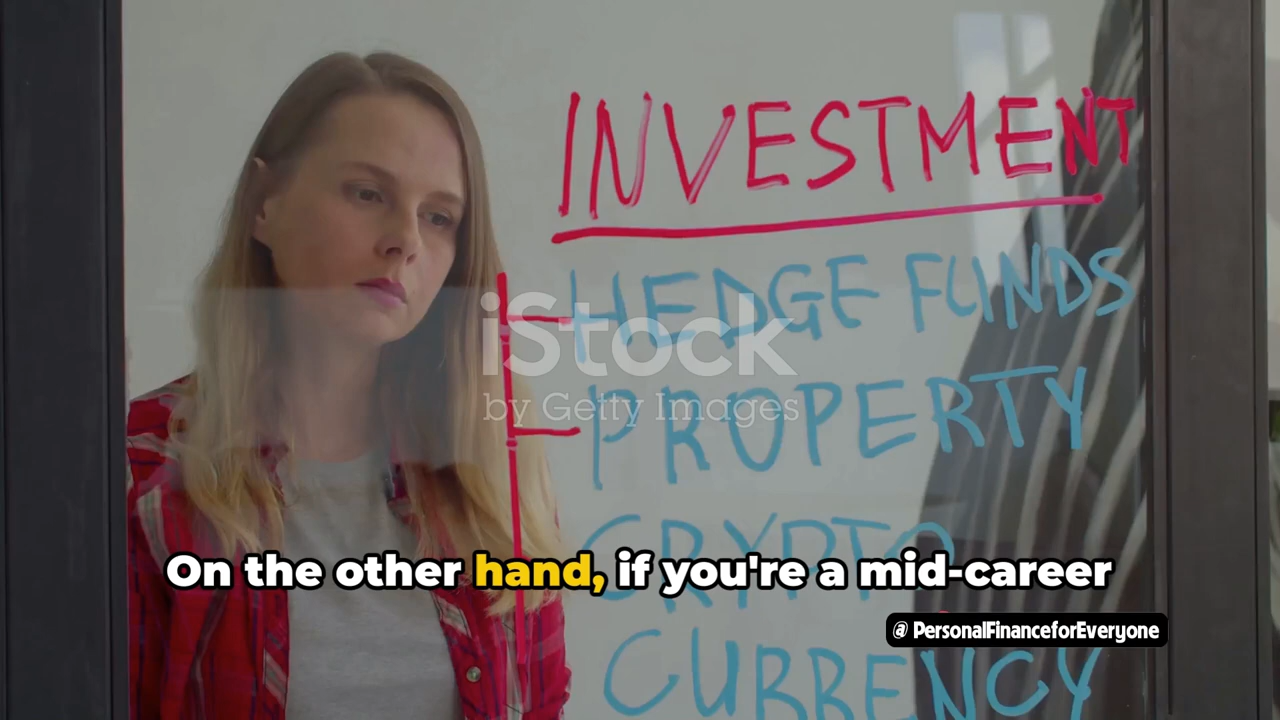 INVESTMENT
HEDGE FUNDS
iStock
by Getty Images
PROPERTY
CRYPTO
On the other hand, if you're a mid-career
@ PersonalFinanceforEveryone
CURRENCY